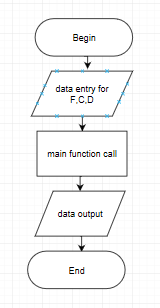 Begin
data entry for
F,C,D
main function call
data output
End